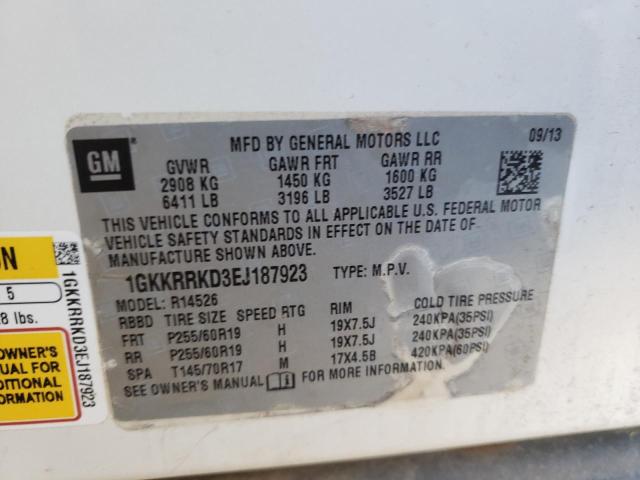 GM
MFD BY GENERAL MOTORS LLC
09/13
GVWR GAWR FRT GAWR RR
2908 KG 1450 KG 1600 KG
6411 LB 3196 LB 3527 LB
THIS VEHICLE CONFORMS TO ALL APPLICABLE U.S. FEDERAL MOTOR
VEHICLE SAFETY STANDARDS IN EFFECT ON THE DATE OF
MANUFACTURE SHOWN ABOVE.
1GKKRRKD3EJ187923 TYPE: M.P.V.
MODEL: R14526
RBBD TIRE SIZE SPEED RTG RIM COLD TIRE PRESSURE
FRT P255/60R19 H 19X7.5J 240KPA(35PSI)
RR P255/60R19 H 19X7.5J 240KPA(35PSI)
SPA T145/70R17 M 17X4.5B 420KPA(60PSI)
SEE OWNER'S MANUAL FOR MORE INFORMATION
ON
5
8 lbs.
OWNER'S
MANUAL FOR
ADDITIONAL
FORMATION
1GKKRRKD3EJ187923